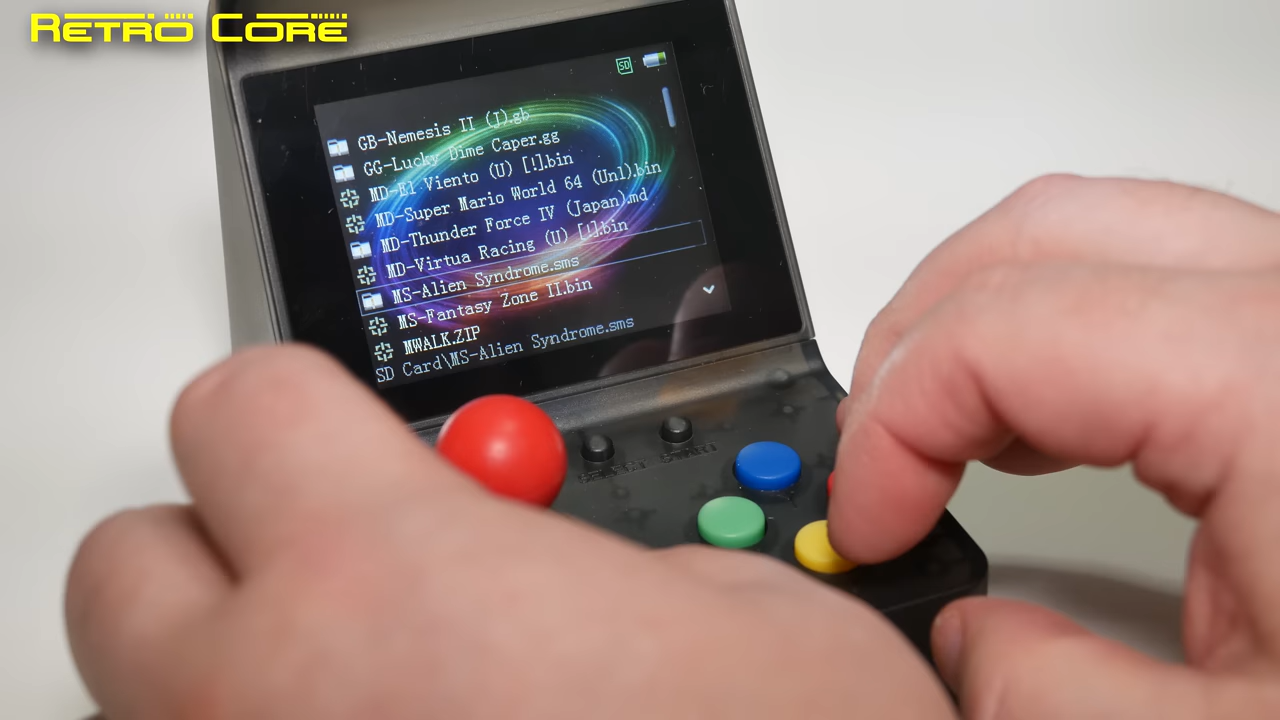 RETRO CORE
GB-Nemesis II (J).gb
GG-Lucky Dime Caper.gg
MD-El Viento (U) [!].bin
MD-Super Mario World 64 (Unl).bin
MD-Thunder Force IV (Japan).md
MD-Virtua Racing (U) [!].bin
MS-Alien Syndrome.sms
MS-Fantasy Zone II.bin
MWALK.ZIP
SD Card\MS-Alien Syndrome.sms
SD
SELECT START